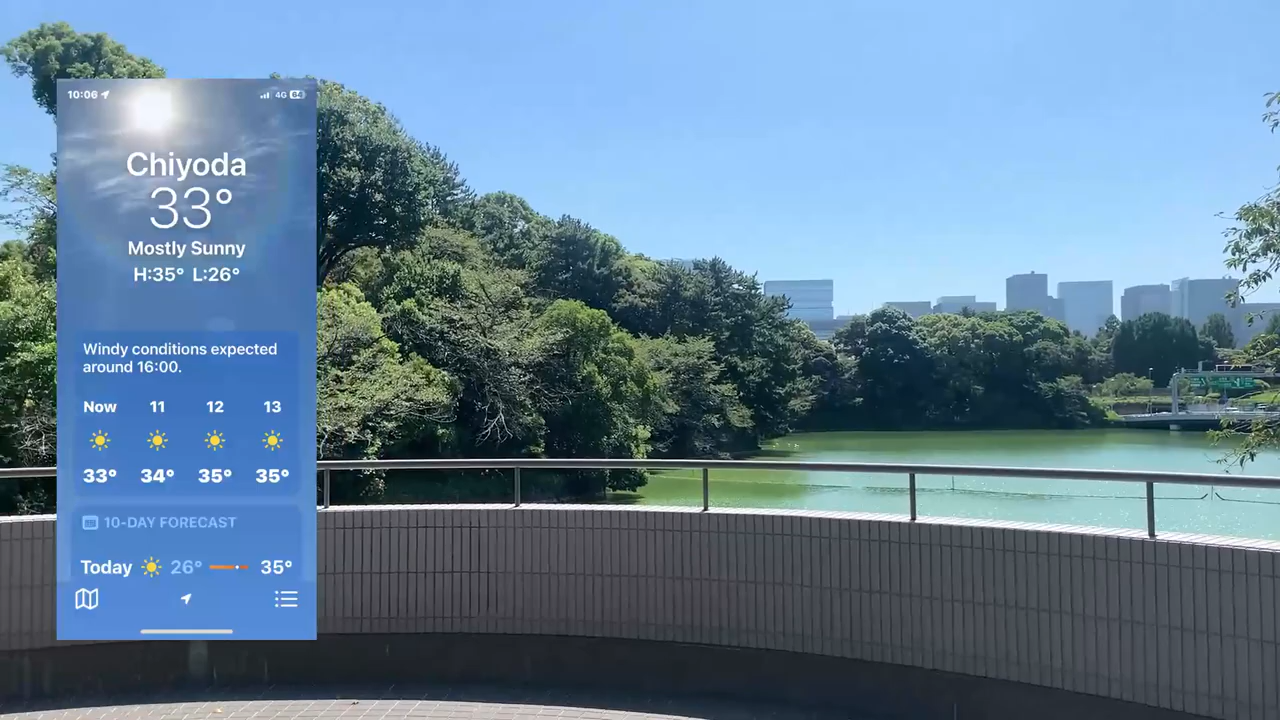 10:06
4G 64
Chiyoda
33°
Mostly Sunny
H:35° L:26°
Windy conditions expected
around 16:00.
Now 11 12 13
33° 34° 35° 35°
10-DAY FORECAST
Today 26° 35°